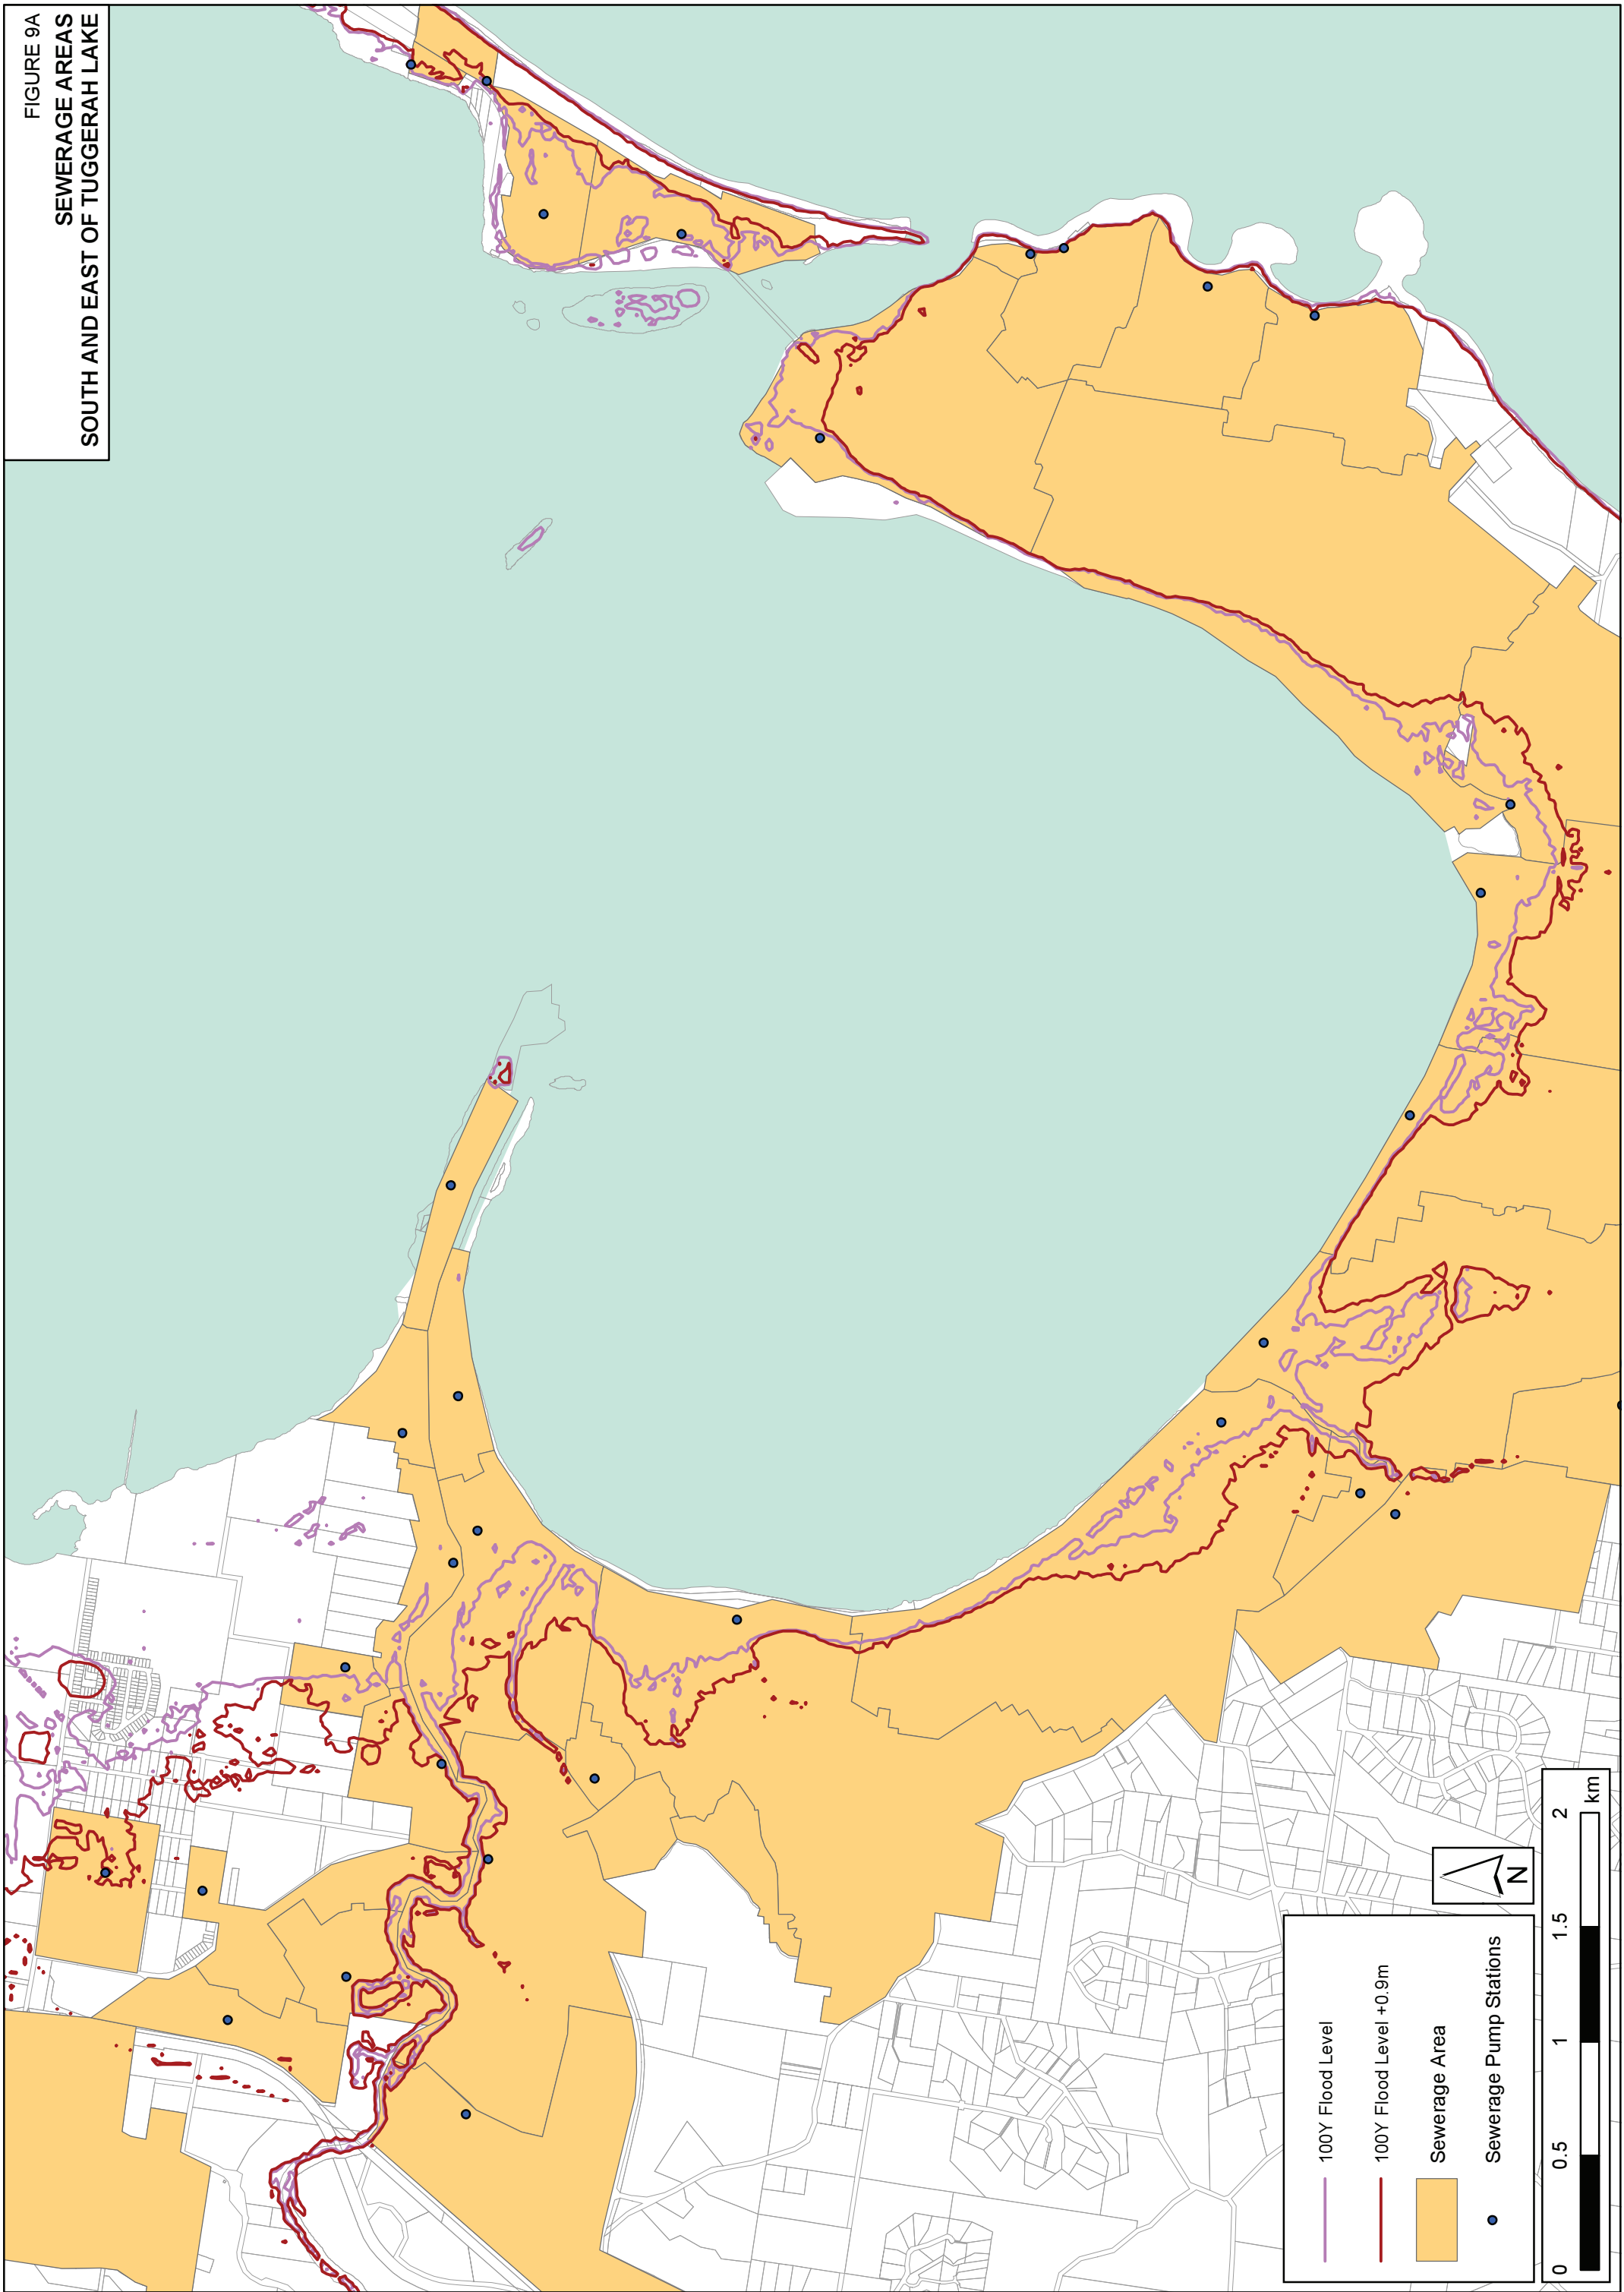 FIGURE 9A
SEWERAGE AREAS
SOUTH AND EAST OF TUGGERAH LAKE
100Y Flood Level
100Y Flood Level +0.9m
Sewerage Area
Sewerage Pump Stations
N
0 0.5 1 1.5 2
km